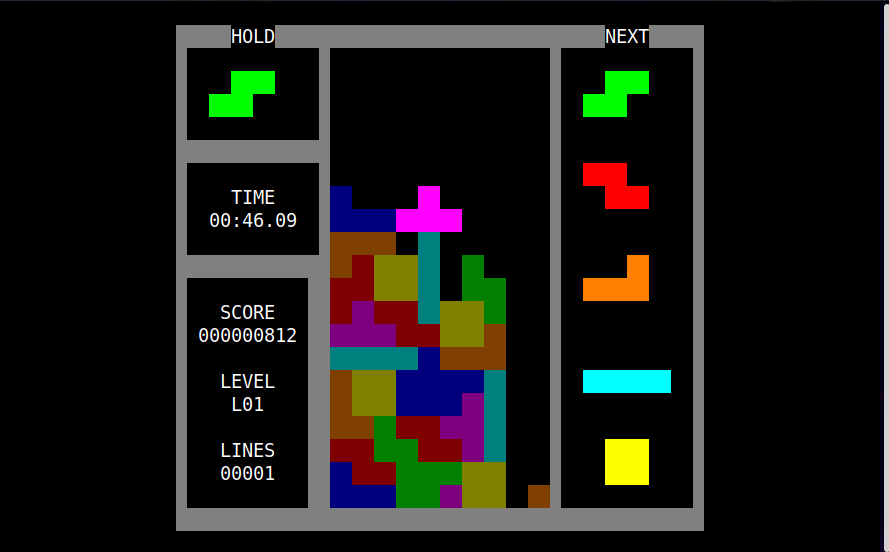 HOLD
NEXT
TIME
00:46.09
SCORE
000000812
LEVEL
L01
LINES
00001